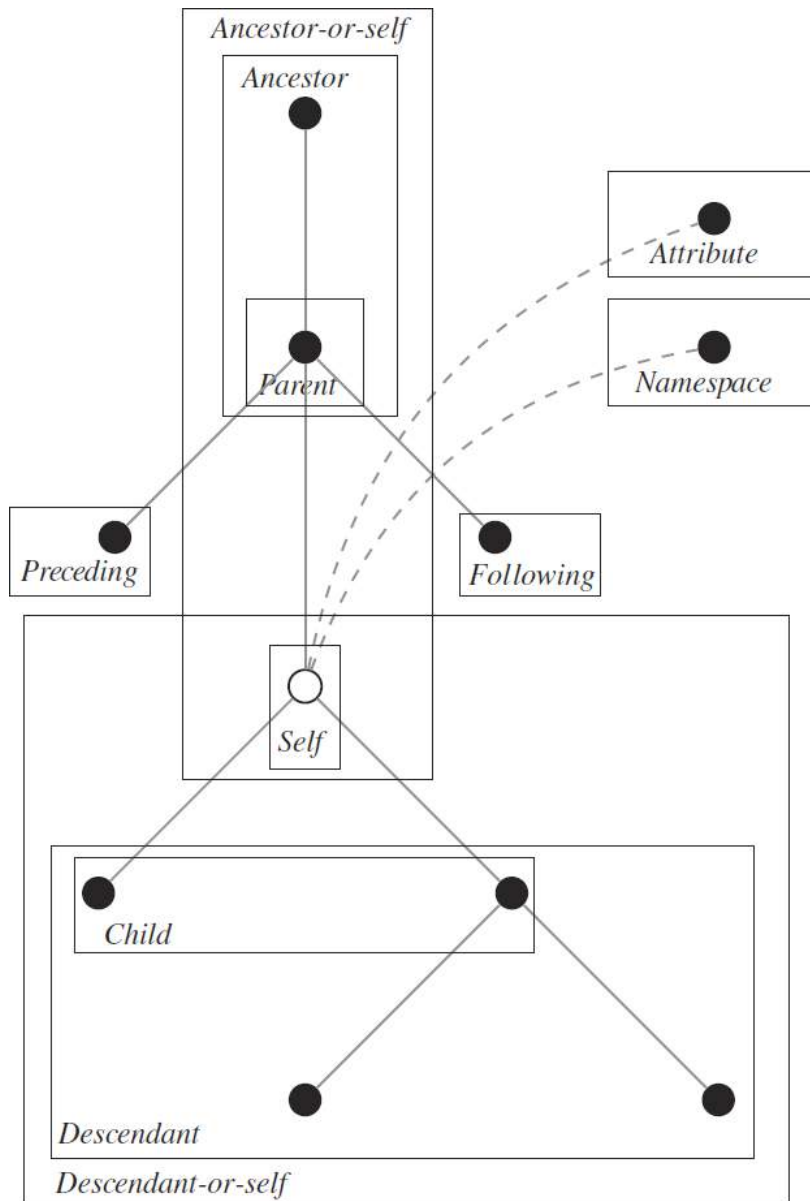 Ancestor-or-self
Ancestor
Attribute
Namespace
Parent
Preceding
Following
Self
Child
Descendant
Descendant-or-self